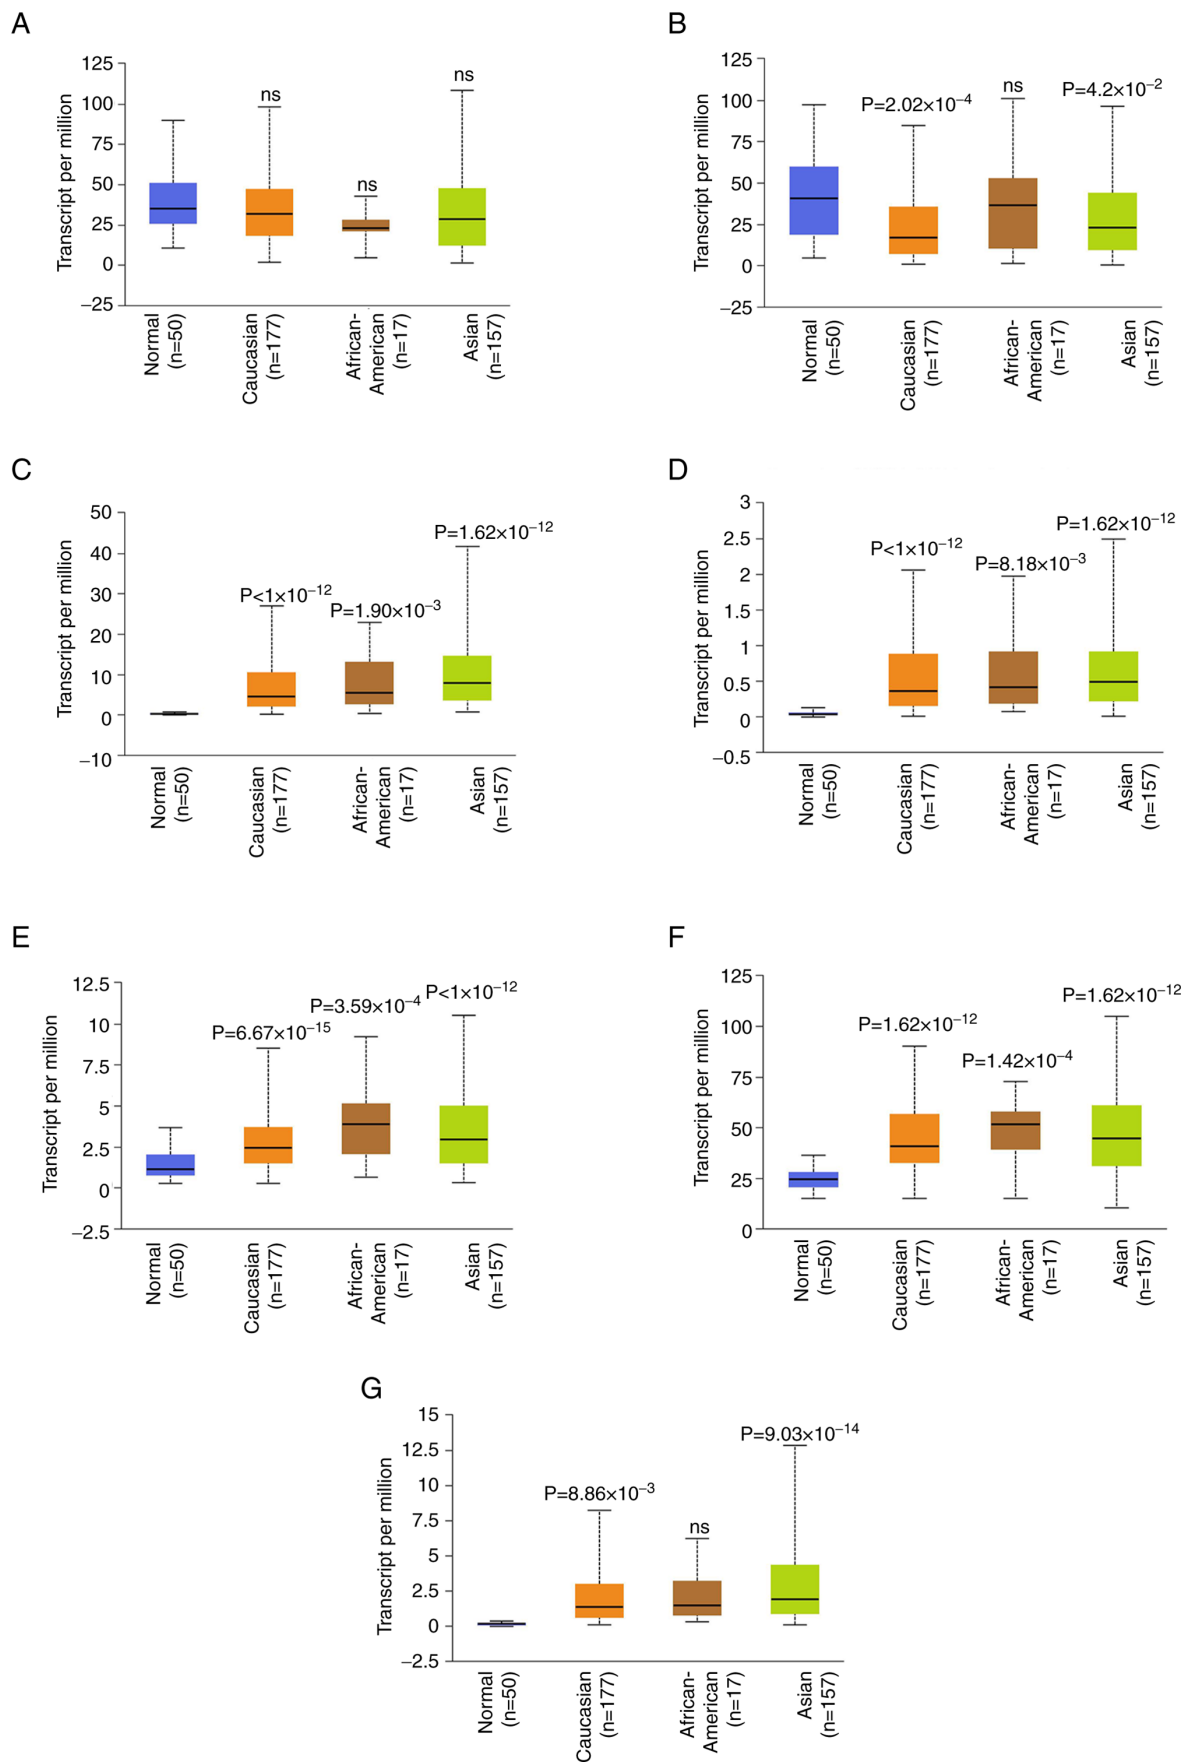 A
Transcript per million
125
100
75
50
25
0
−25
ns
ns
ns
Normal
(n=50)
Caucasian
(n=177)
African-
American
(n=17)
Asian
(n=157)
B
Transcript per million
125
100
75
50
25
0
−25
P=2.02×10−4
ns
P=4.2×10−2
Normal
(n=50)
Caucasian
(n=177)
African-
American
(n=17)
Asian
(n=157)
C
Transcript per million
50
40
30
20
10
0
−10
P<1×10−12
P=1.90×10−3
P=1.62×10−12
Normal
(n=50)
Caucasian
(n=177)
African-
American
(n=17)
Asian
(n=157)
D
Transcript per million
3
2.5
2
1.5
1
0.5
0
−0.5
P<1×10−12
P=8.18×10−3
P=1.62×10−12
Normal
(n=50)
Caucasian
(n=177)
African-
American
(n=17)
Asian
(n=157)
E
Transcript per million
12.5
10
7.5
5
2.5
0
−2.5
P=6.67×10−15
P=3.59×10−4
P<1×10−12
Normal
(n=50)
Caucasian
(n=177)
African-
American
(n=17)
Asian
(n=157)
F
Transcript per million
125
100
75
50
25
0
P=1.62×10−12
P=1.42×10−4
P=1.62×10−12
Normal
(n=50)
Caucasian
(n=177)
African-
American
(n=17)
Asian
(n=157)
G
Transcript per million
15
12.5
10
7.5
5
2.5
0
−2.5
P=8.86×10−3
ns
P=9.03×10−14
Normal
(n=50)
Caucasian
(n=177)
African-
American
(n=17)
Asian
(n=157)